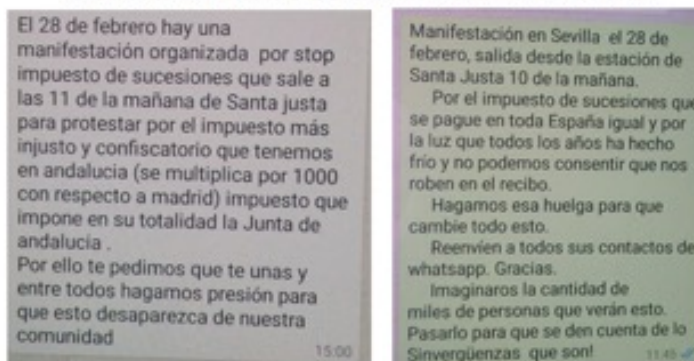 El 28 de febrero hay una
manifestación organizada por stop
impuesto de sucesiones que sale a
las 11 de la mañana de Santa justa
para protestar por el impuesto más
injusto y confiscatorio que tenemos
en andalucia (se multiplica por 1000
con respecto a madrid) impuesto que
impone en su totalidad la Junta de
andalucía .
Por ello te pedimos que te unas y
entre todos hagamos presión para
que esto desaparezca de nuestra
comunidad
15:00
Manifestación en Sevilla el 28 de
febrero, salida desde la estación de
Santa Justa 10 de la mañana.
Por el impuesto de sucesiones que
se pague en toda España igual y por
la luz que todos los años ha hecho
frío y no podemos consentir que nos
roben en el recibo.
Hagamos esa huelga para que
cambie todo esto.
Reenvíen a todos sus contactos de
whatsapp. Gracias.
Imaginaros la cantidad de
miles de personas que verán esto.
Pasarlo para que se den cuenta de lo
Sinvergüenzas que son!
11:45